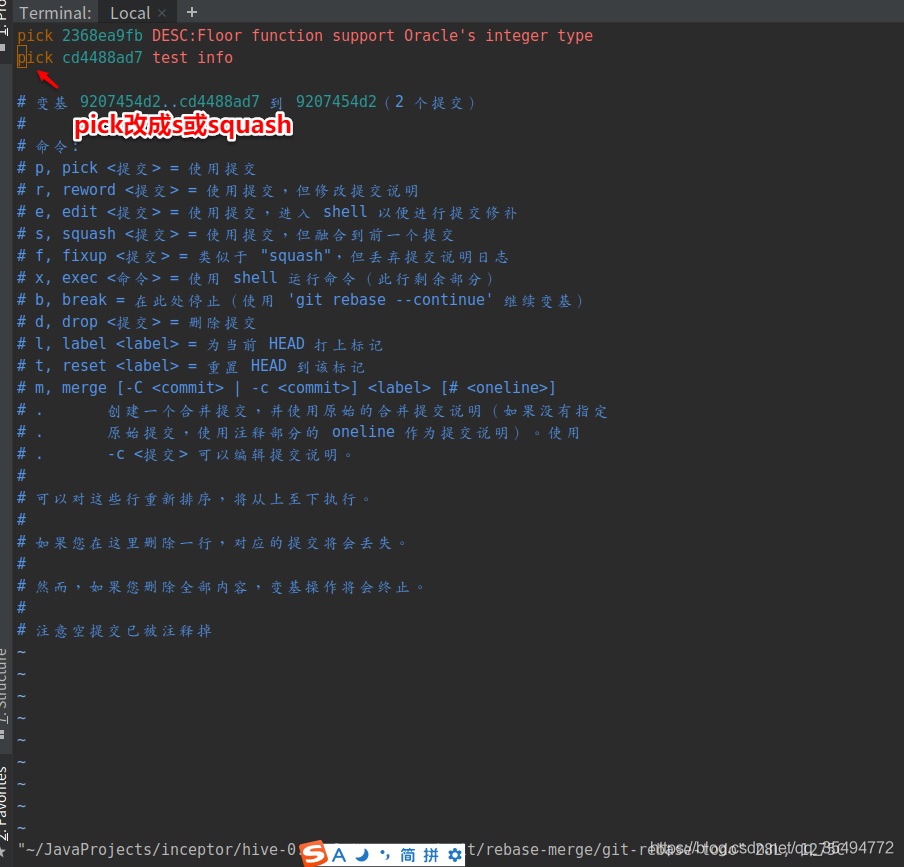 Terminal: Local × +
pick 2368ea9fb DESC:Floor function support Oracle's integer type
pick cd4488ad7 test info
# 变基 9207454d2..cd4488ad7 到 9207454d2（2 个提交）
pick改成s或squash
#
# 命令:
# p, pick <提交> = 使用提交
# r, reword <提交> = 使用提交，但修改提交说明
# e, edit <提交> = 使用提交，进入 shell 以便进行提交修补
# s, squash <提交> = 使用提交，但融合到前一个提交
# f, fixup <提交> = 类似于 "squash"，但丢弃提交说明日志
# x, exec <命令> = 使用 shell 运行命令（此行剩余部分）
# b, break = 在此处停止（使用 'git rebase --continue' 继续变基）
# d, drop <提交> = 删除提交
# l, label <label> = 为当前 HEAD 打上标记
# t, reset <label> = 重置 HEAD 到该标记
# m, merge [-C <commit> | -c <commit>] <label> [# <oneline>]
# . 创建一个合并提交，并使用原始的合并提交说明（如果没有指定
# . 原始提交，使用注释部分的 oneline 作为提交说明）。使用
# . -c <提交> 可以编辑提交说明。
#
# 可以对这些行重新排序，将从上至下执行。
#
# 如果您在这里删除一行，对应的提交将会丢失。
#
# 然而，如果您删除全部内容，变基操作将会终止。
#
# 注意空提交已被注释掉
~
~
~
~
~
~
~
~
~
Structure
2: Favorites
"~/JavaProjects/inceptor/hive-0. t/rebase-merge/git-rebase-todo" 28L, 1275C
S A 简 拼
https://blog.csdn.net/qq_35494772